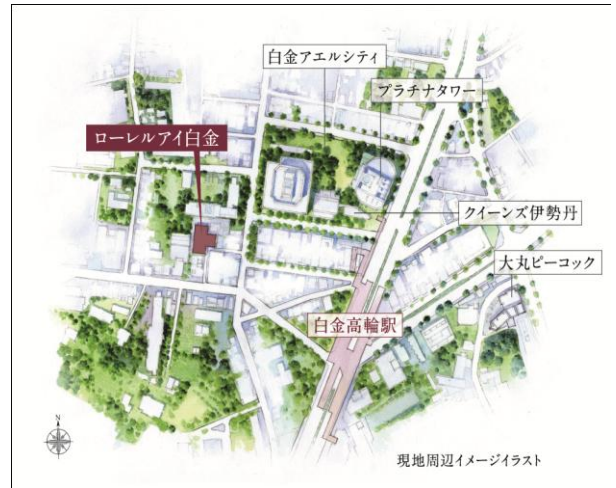 白金アエルシティ
プラチナタワー
ローレルアイ白金
クイーンズ伊勢丹
大丸ピーコック
白金高輪駅
N
現地周辺イメージイラスト